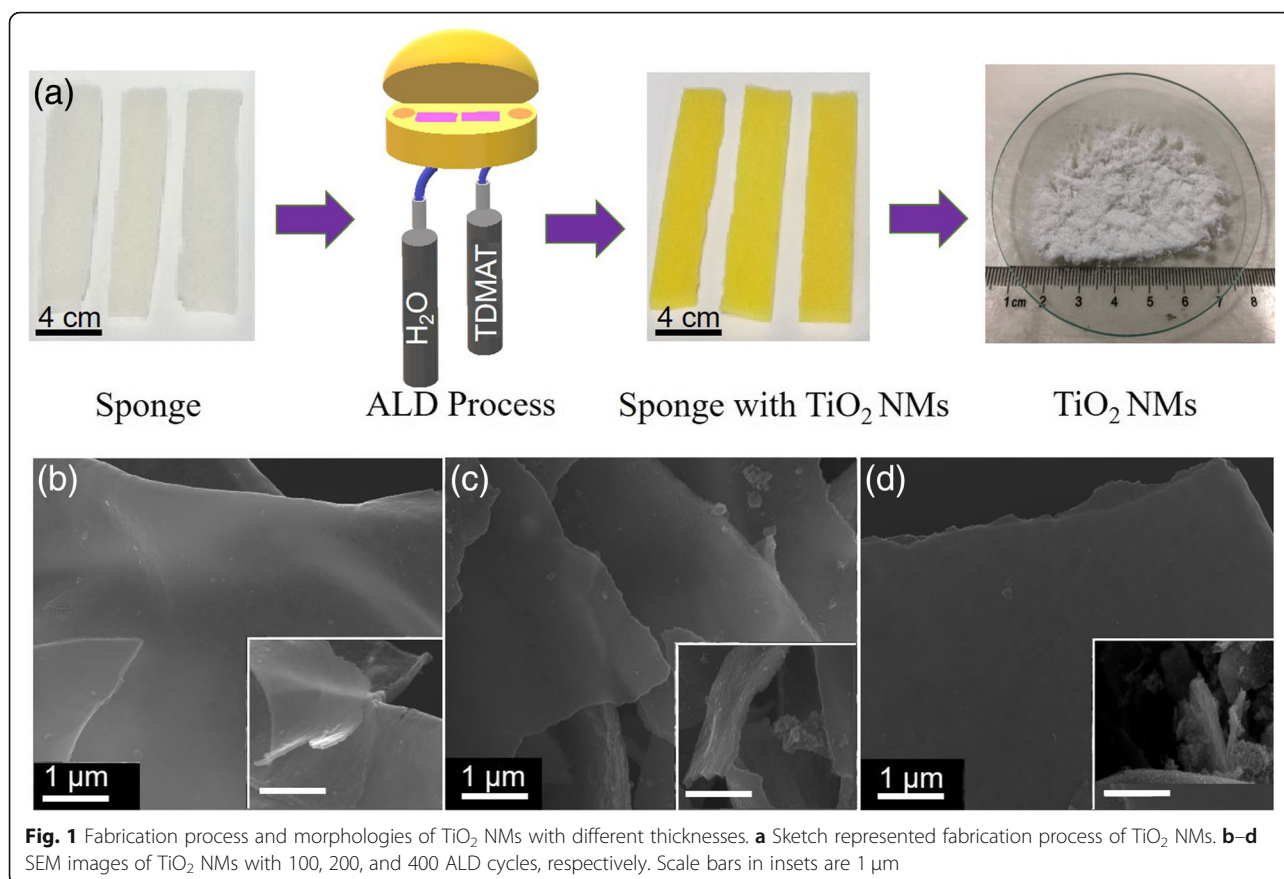 (a)
4 cm
H₂O
TDMAT
4 cm
1 cm 2 3 4 5 6 7 8
Sponge
ALD Process
Sponge with TiO₂ NMs
TiO₂ NMs
(b)
1 µm
(c)
1 µm
(d)
1 µm
Fig. 1 Fabrication process and morphologies of TiO₂ NMs with different thicknesses. a Sketch represented fabrication process of TiO₂ NMs. b–d
SEM images of TiO₂ NMs with 100, 200, and 400 ALD cycles, respectively. Scale bars in insets are 1 µm